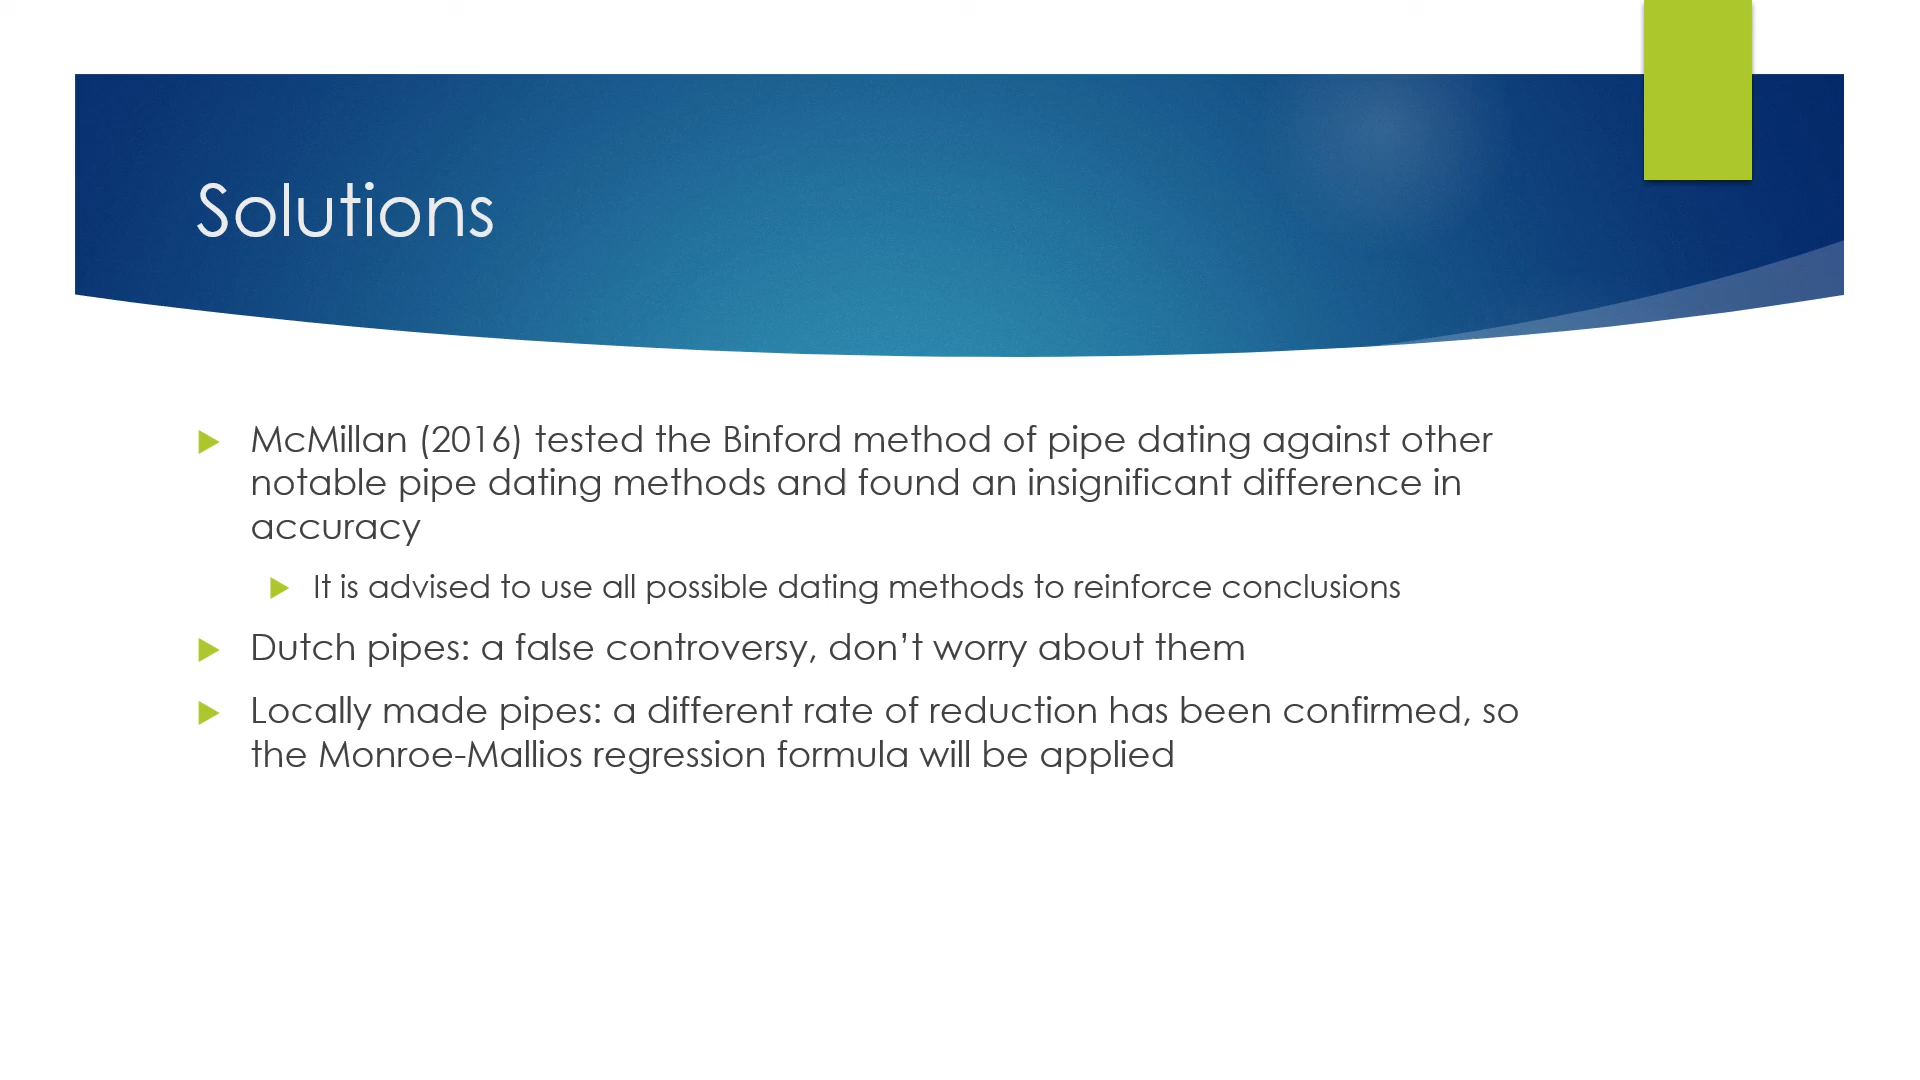 Solutions
McMillan (2016) tested the Binford method of pipe dating against other
notable pipe dating methods and found an insignificant difference in
accuracy
It is advised to use all possible dating methods to reinforce conclusions
Dutch pipes: a false controversy, don’t worry about them
Locally made pipes: a different rate of reduction has been confirmed, so
the Monroe-Mallios regression formula will be applied